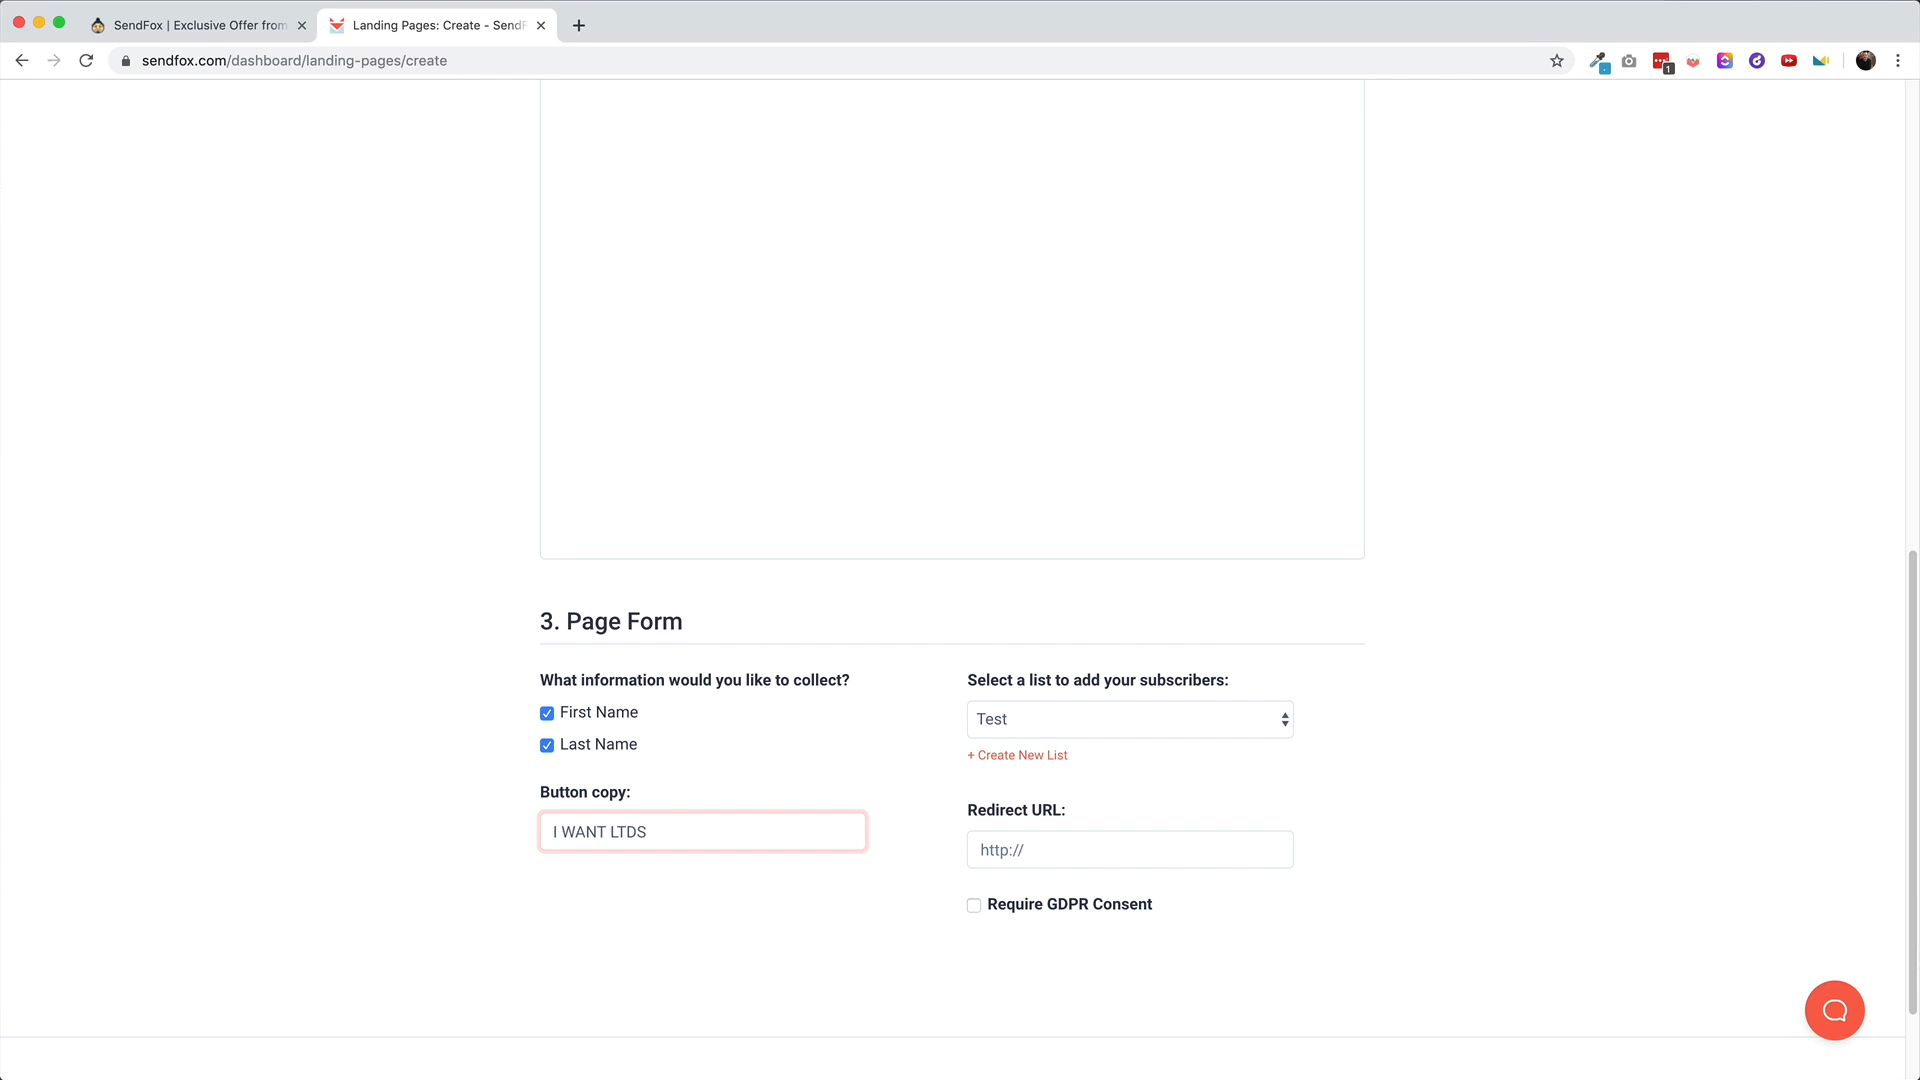 SendFox | Exclusive Offer from
Landing Pages: Create - SendF
sendfox.com/dashboard/landing-pages/create
1
3. Page Form
What information would you like to collect?
First Name
Last Name
Button copy:
I WANT LTDS
Select a list to add your subscribers:
Test
+ Create New List
Redirect URL:
http://
Require GDPR Consent